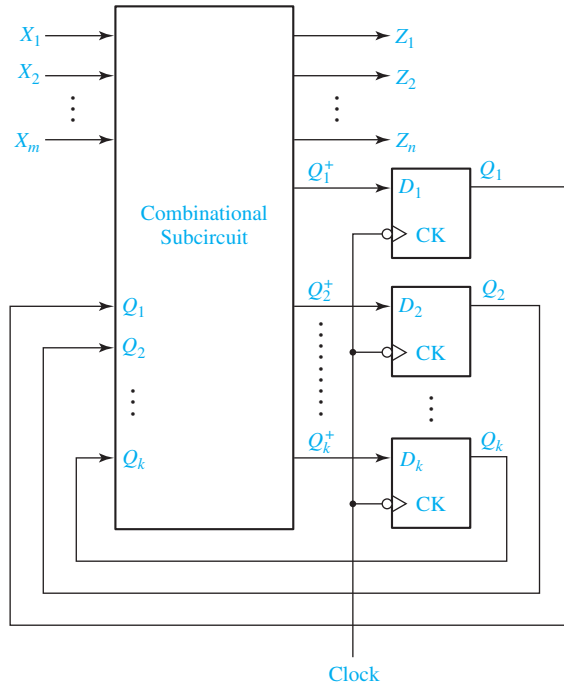 X₁ Z₁
X₂ Z₂
Xₘ Zₙ
Q₁⁺ D₁ Q₁
CK
Combinational
Subcircuit
Q₁ Q₂⁺ D₂ Q₂
Q₂ CK
Qₖ Qₖ⁺ Dₖ Qₖ
CK
Clock